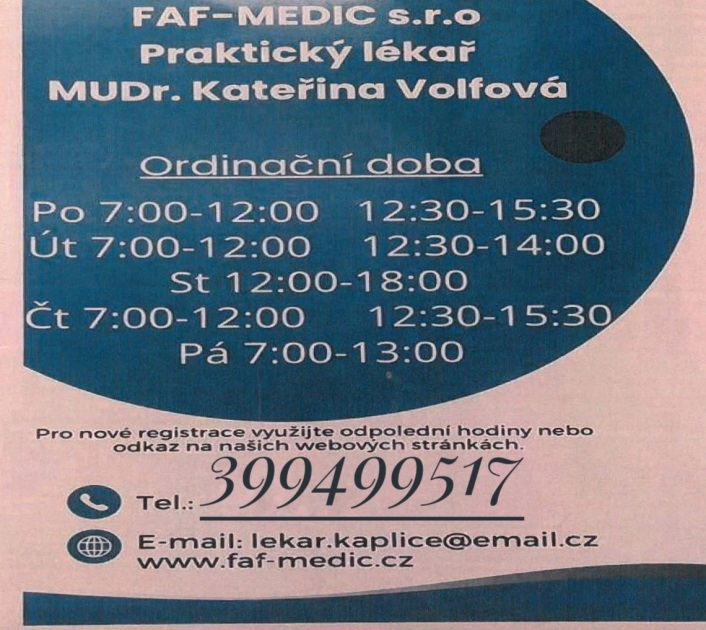 FAF-MEDIC s.r.o
Praktický lékař
MUDr. Kateřina Volfová
Ordinační doba
Po 7:00-12:00 12:30-15:30
Út 7:00-12:00 12:30-14:00
St 12:00-18:00
Čt 7:00-12:00 12:30-15:30
Pá 7:00-13:00
Pro nové registrace využijte odpolední hodiny nebo
odkaz na našich webových stránkách.
Tel.: 399499517
E-mail: lekar.kaplice@email.cz
www.faf-medic.cz